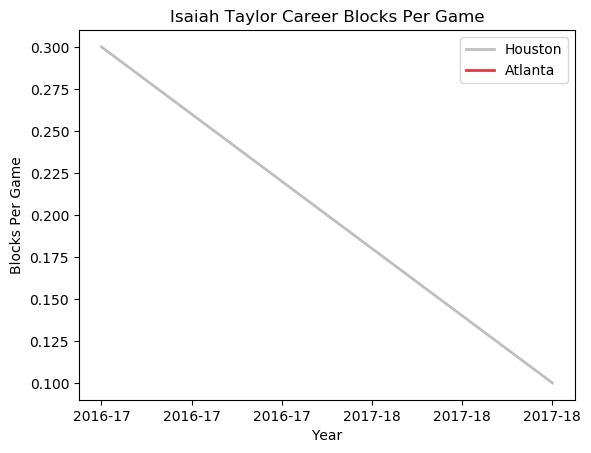 Isaiah Taylor Career Blocks Per Game
Houston
Atlanta
Blocks Per Game
0.300
0.275
0.250
0.225
0.200
0.175
0.150
0.125
0.100
2016-17 2016-17 2016-17 2017-18 2017-18 2017-18
Year